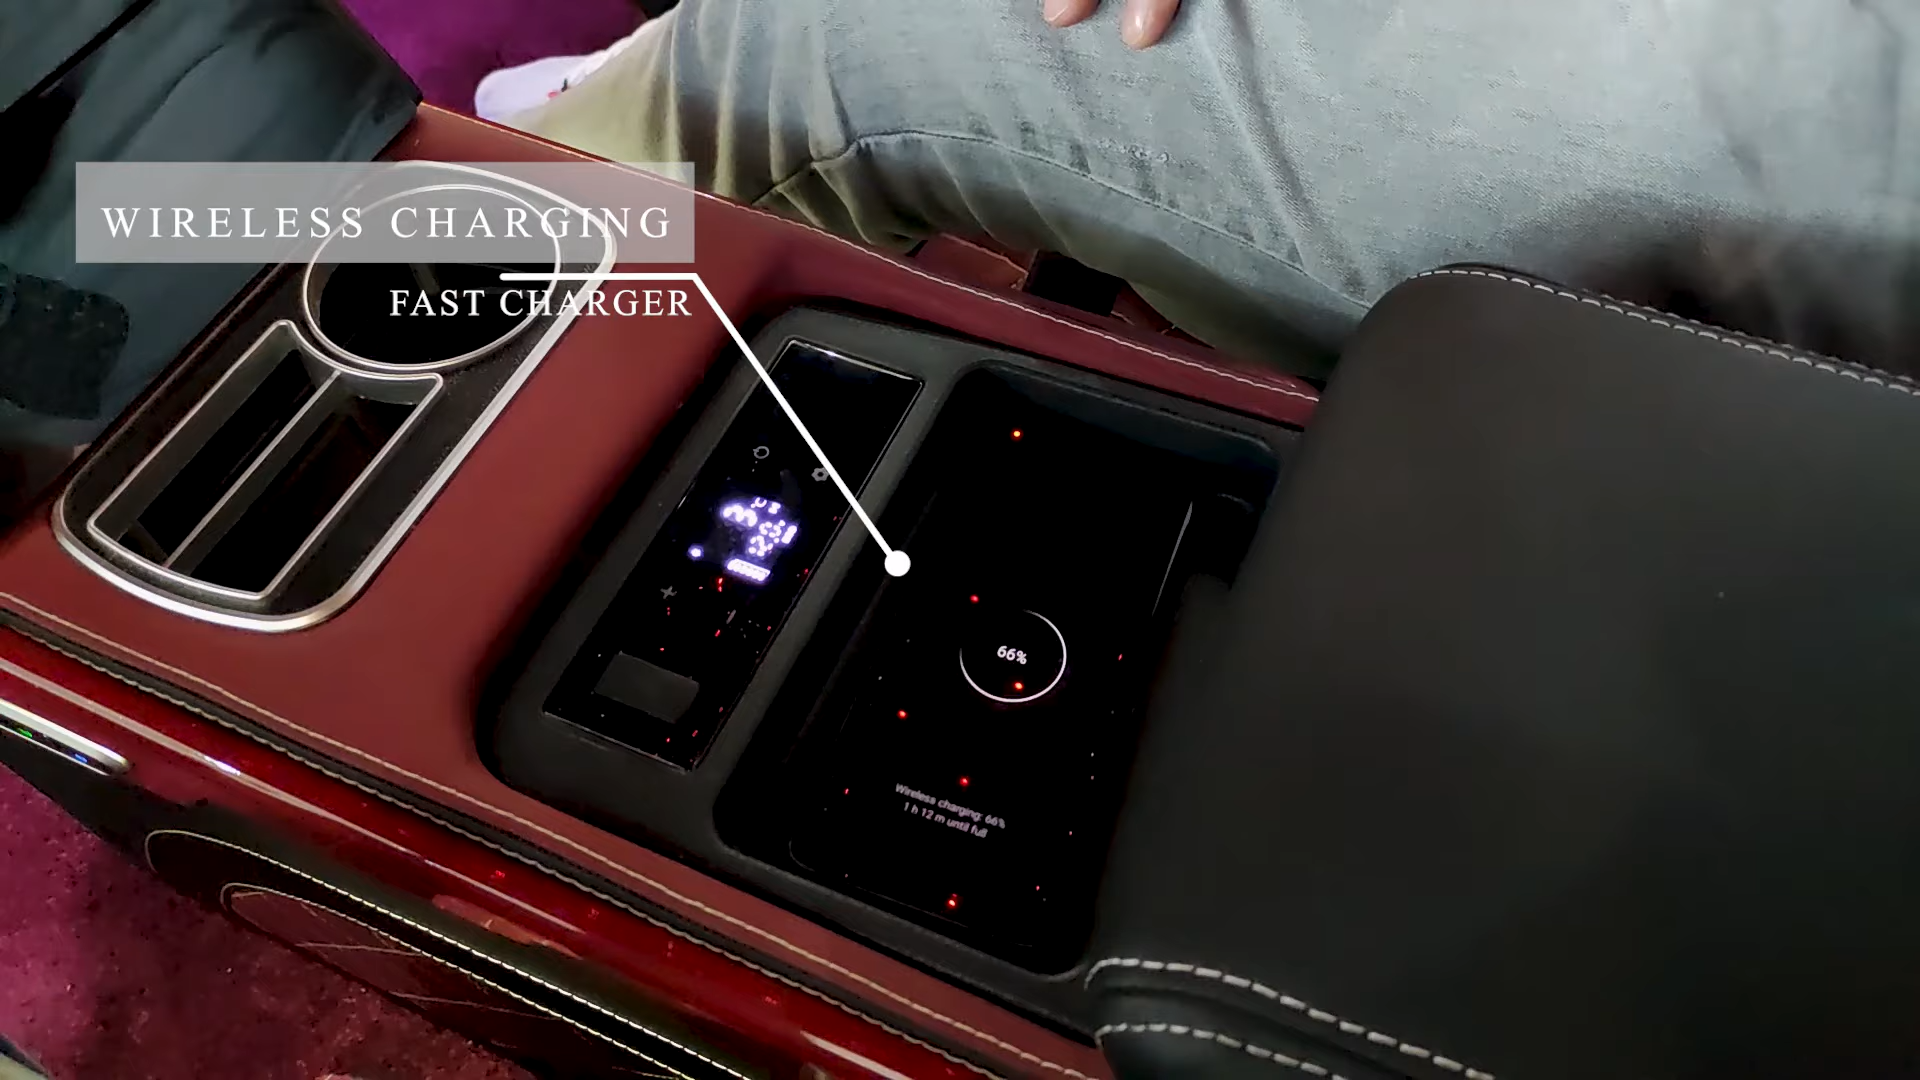 WIRELESS CHARGING
FAST CHARGER
66%
Wireless charging: 66%
1 h 12 m until full